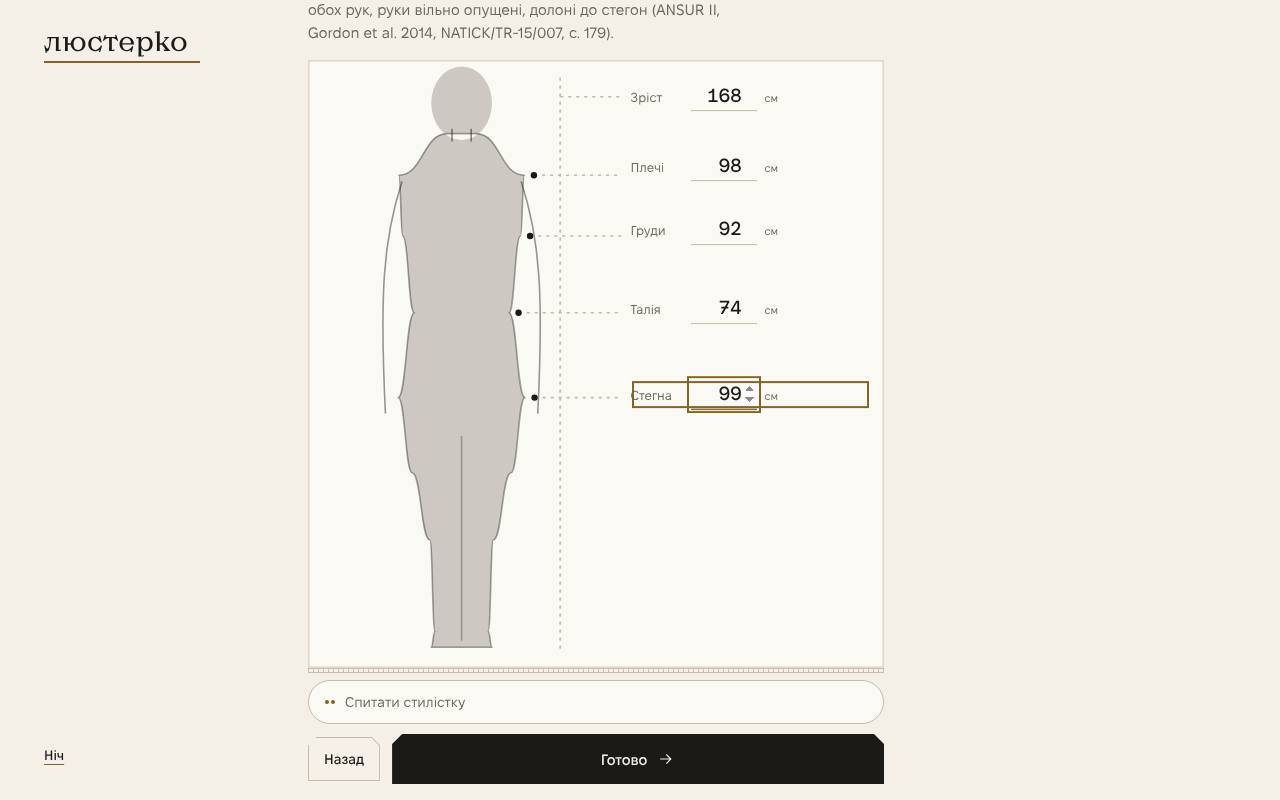 обох рук, руки вільно опущені, долоні до стегон (ANSUR II,
Gordon et al. 2014, NATICK/TR-15/007, с. 179).
люстерко
Зріст 168 см
Плечі 98 см
Груди 92 см
Талія 74 см
Стегна 99 см
Спитати стилістку
Ніч
Назад
Готово →